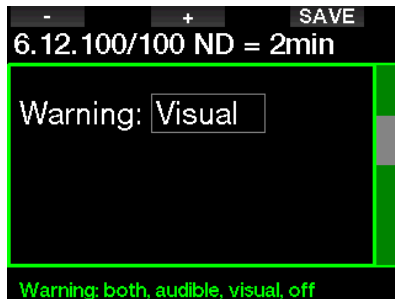 - + SAVE
6.12.100/100 ND = 2min
Warning: Visual
Warning: both, audible, visual, off